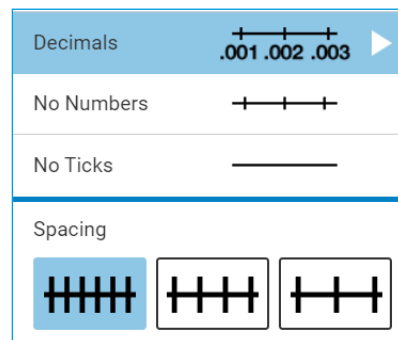 Decimals .001 .002 .003
No Numbers
No Ticks
Spacing